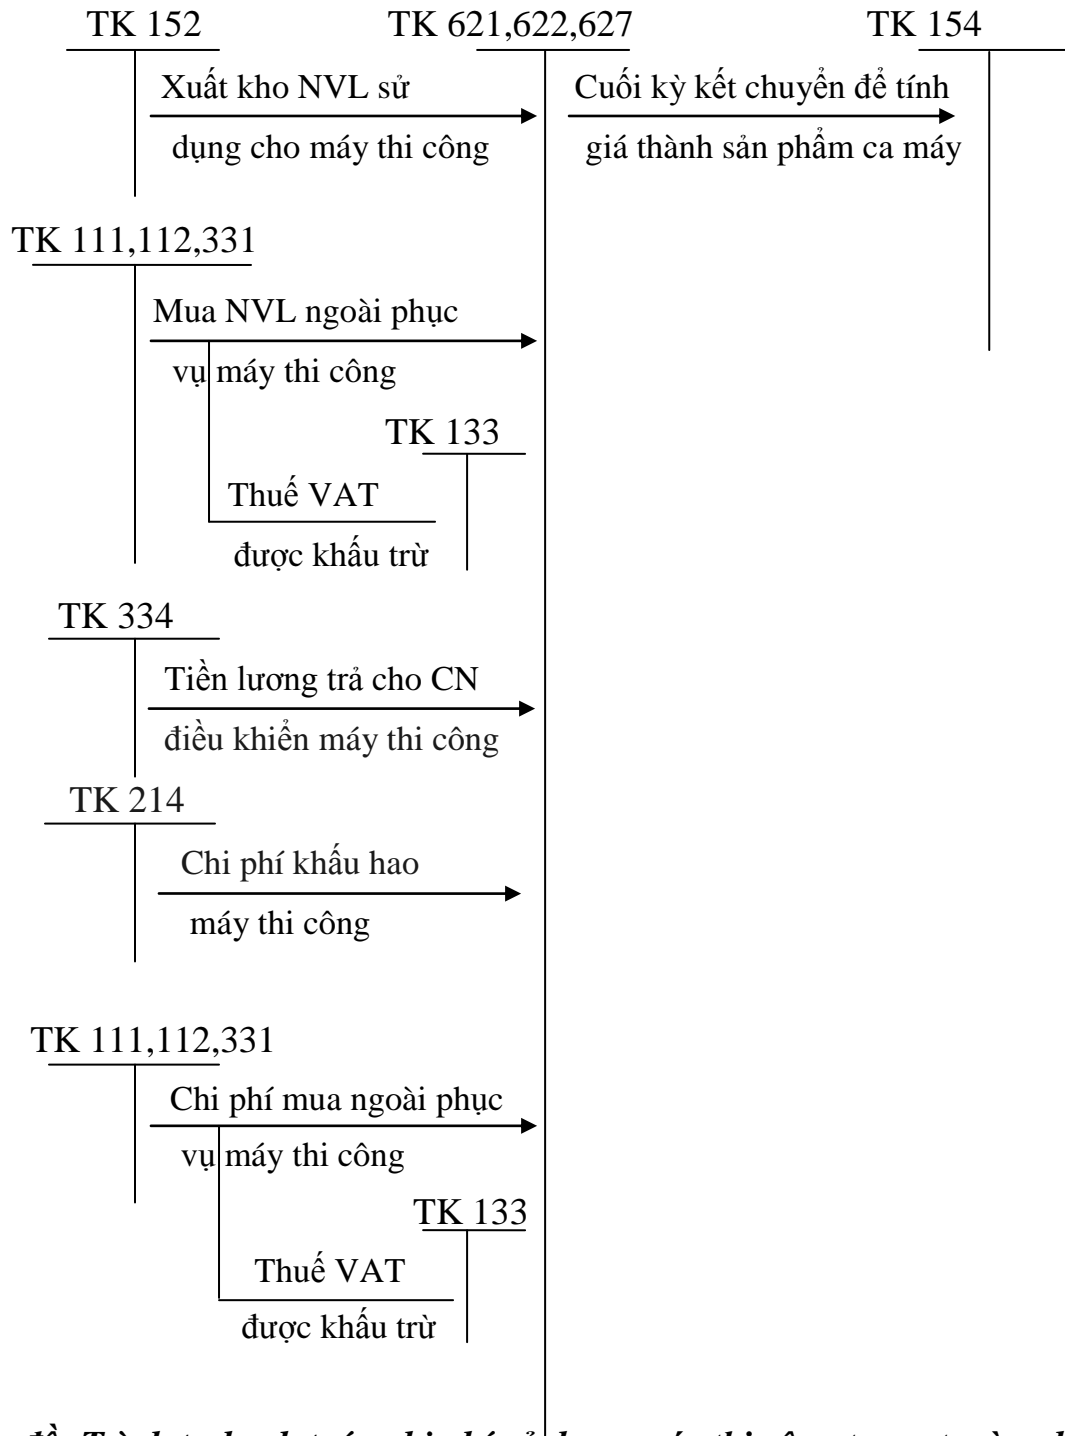 TK 152 TK 621,622,627 TK 154
Xuất kho NVL sử
dụng cho máy thi công
Cuối kỳ kết chuyển để tính
giá thành sản phẩm ca máy
TK 111,112,331
Mua NVL ngoài phục
vụ máy thi công
TK 133
Thuế VAT
được khấu trừ
TK 334
Tiền lương trả cho CN
điều khiển máy thi công
TK 214
Chi phí khấu hao
máy thi công
TK 111,112,331
Chi phí mua ngoài phục
vụ máy thi công
TK 133
Thuế VAT
được khấu trừ